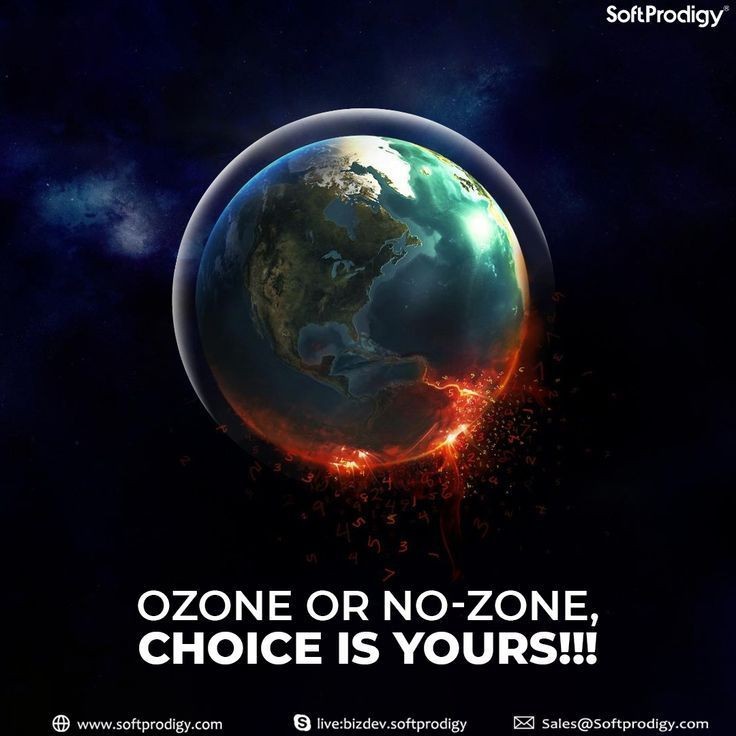 SoftProdigy®
OZONE OR NO-ZONE,
CHOICE IS YOURS!!!
www.softprodigy.com live:bizdev.softprodigy Sales@Softprodigy.com